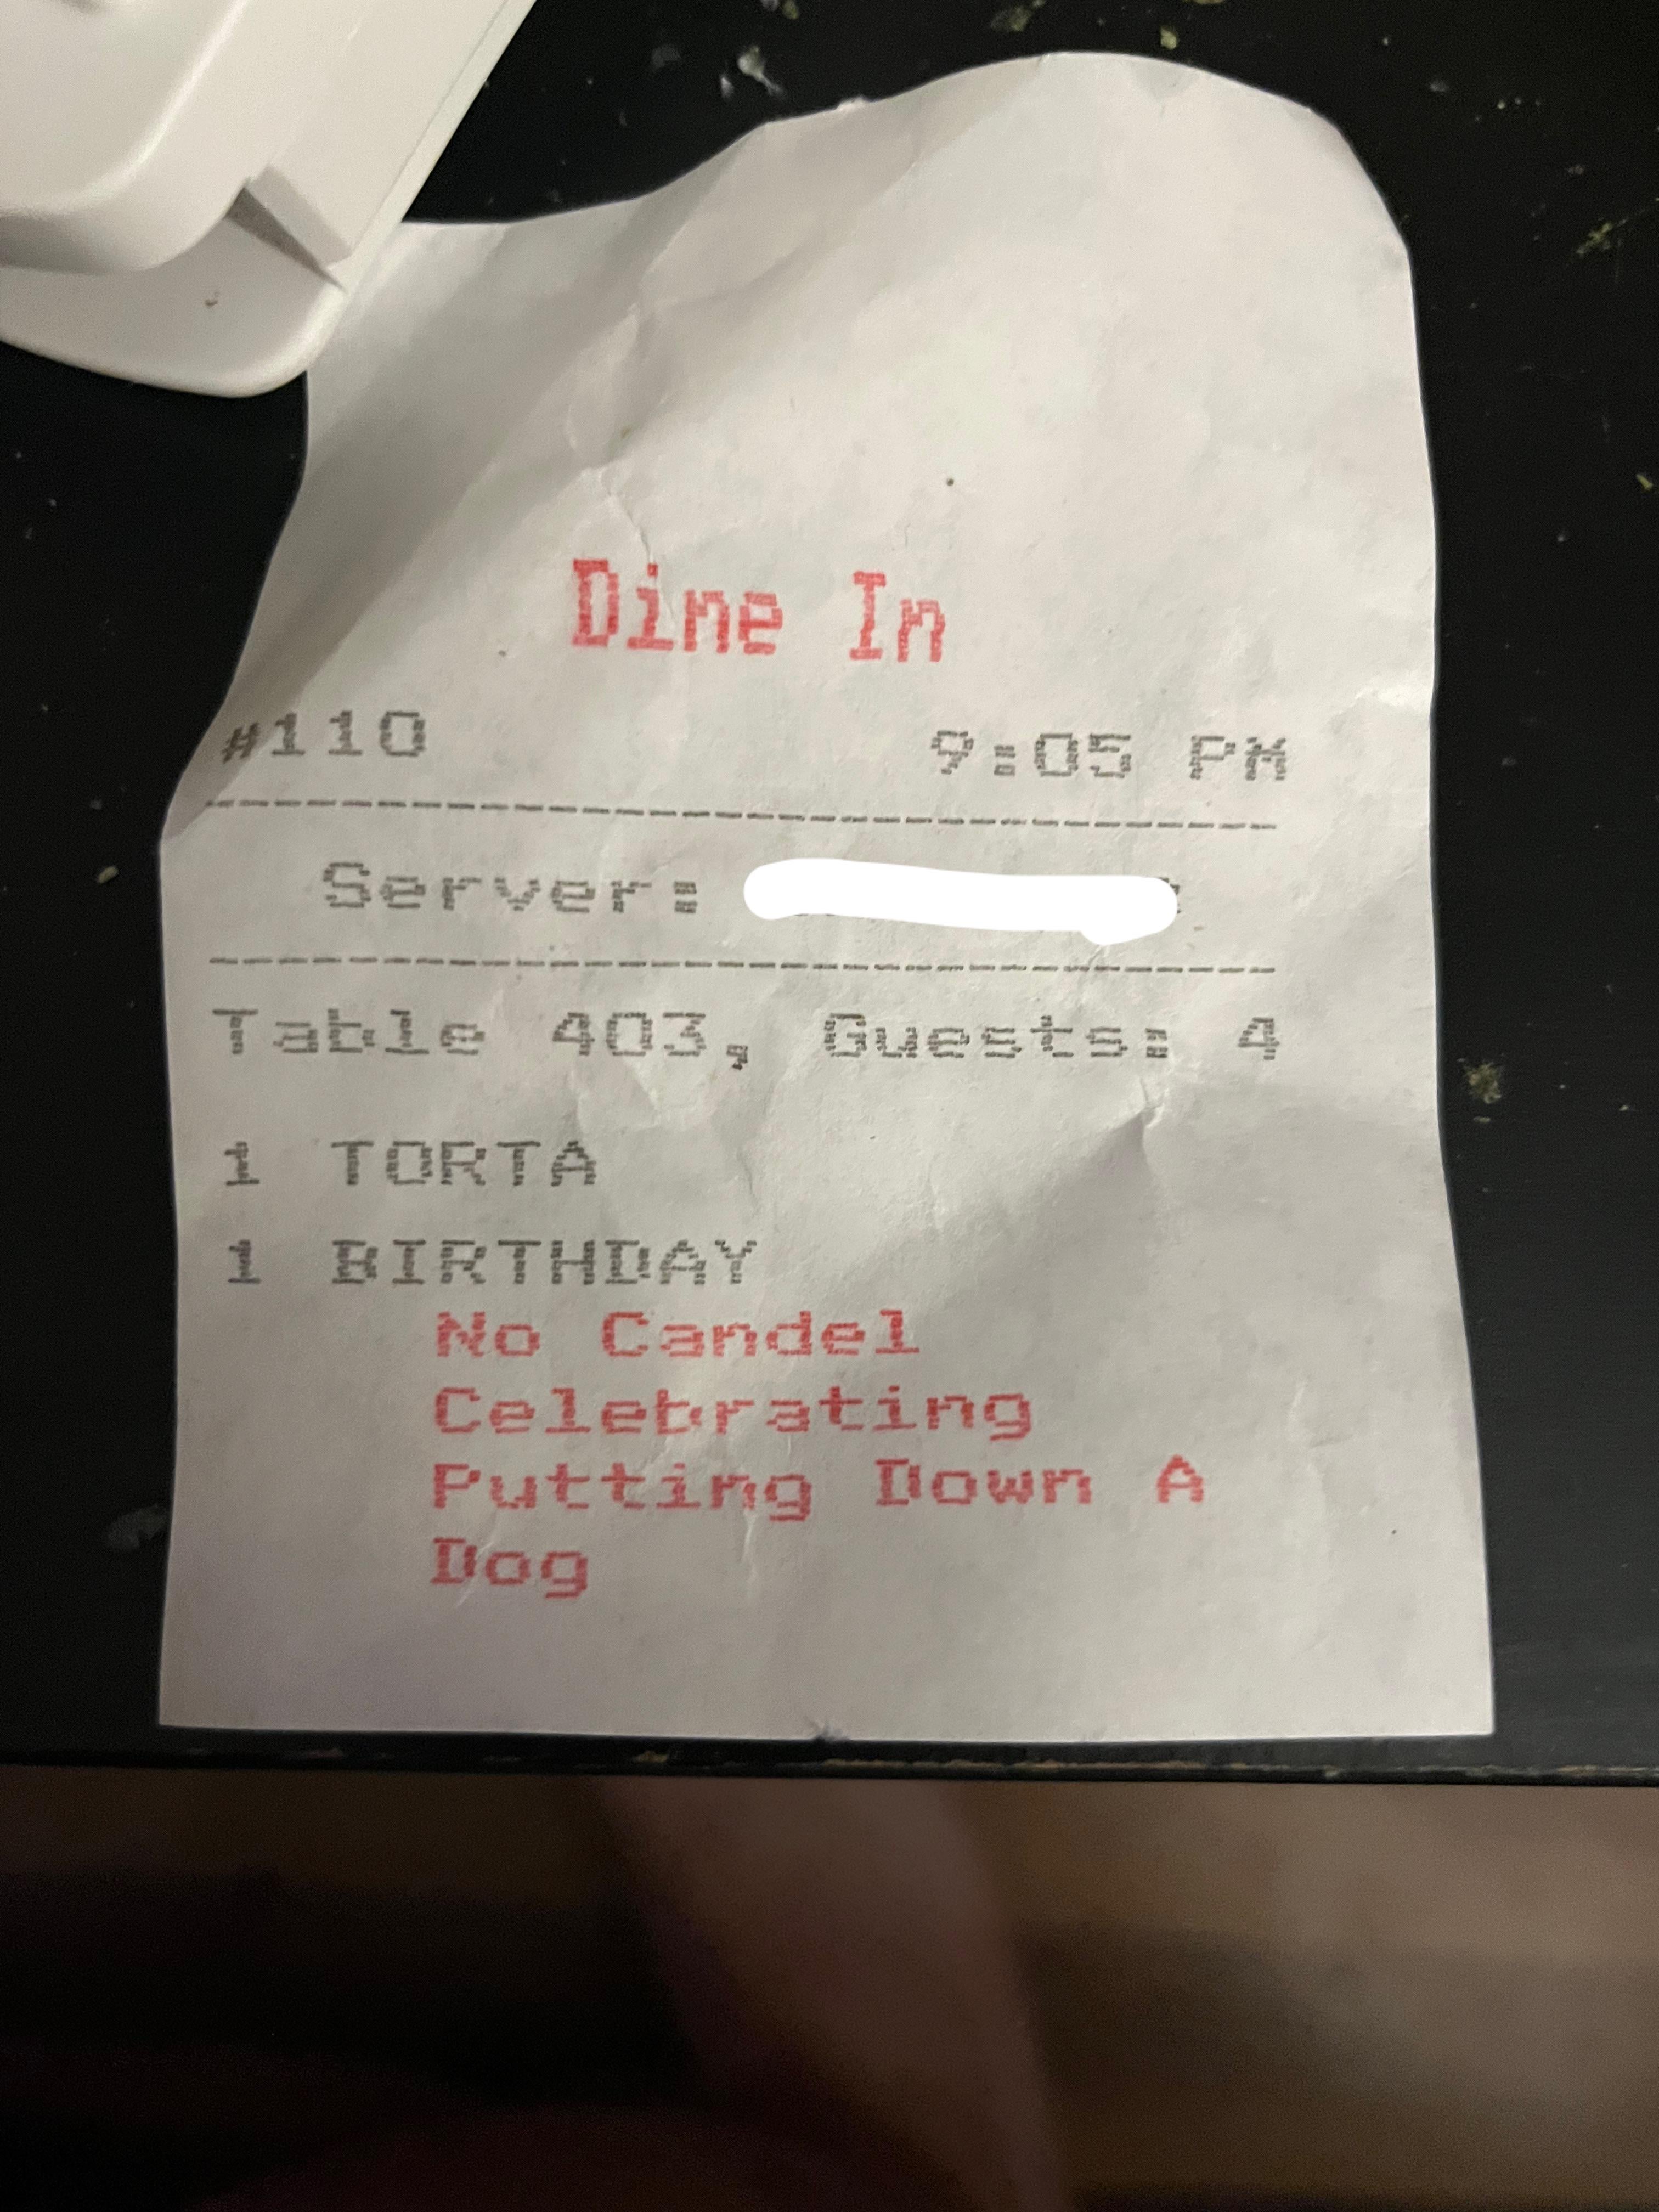 Dine In
#110 9:05 PM
Server:
Table 403, Guests: 4
1 TORTA
1 BIRTHDAY
No Candel
Celebrating
Putting Down A
Dog